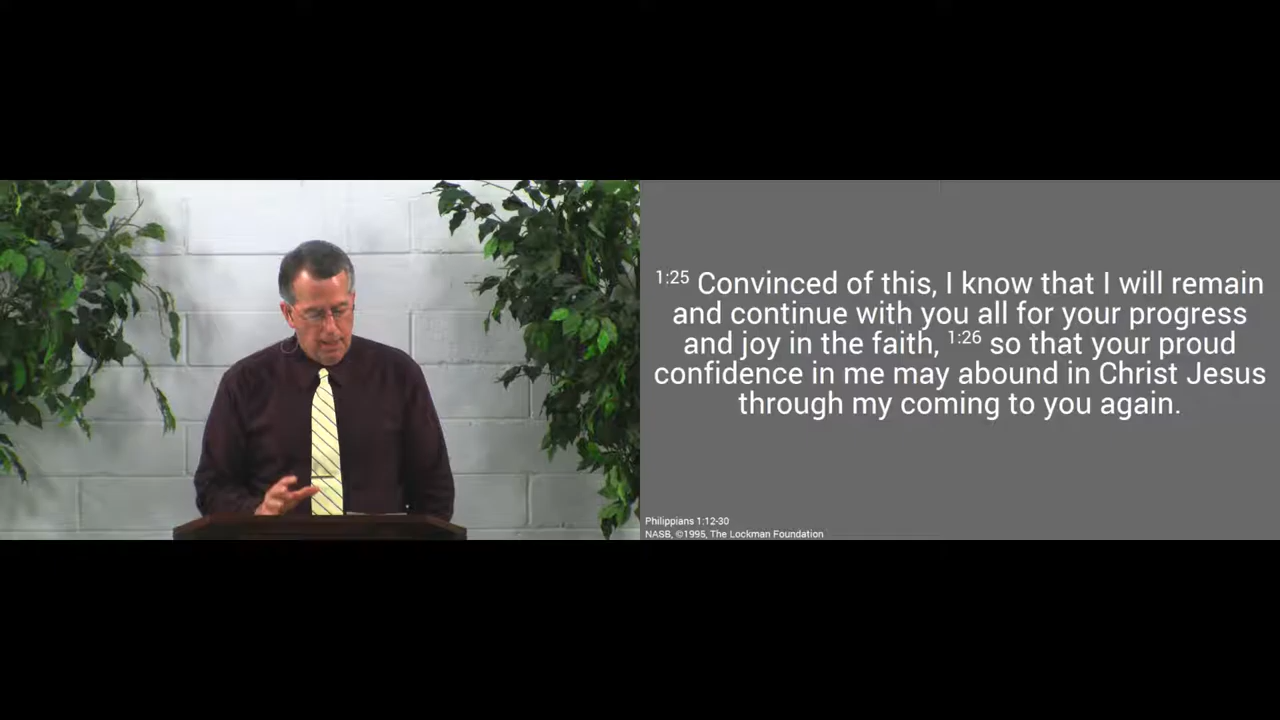 1:25 Convinced of this, I know that I will remain
and continue with you all for your progress
and joy in the faith, 1:26 so that your proud
confidence in me may abound in Christ Jesus
through my coming to you again.
Philippians 1:12-30
NASB, ©1995, The Lockman Foundation